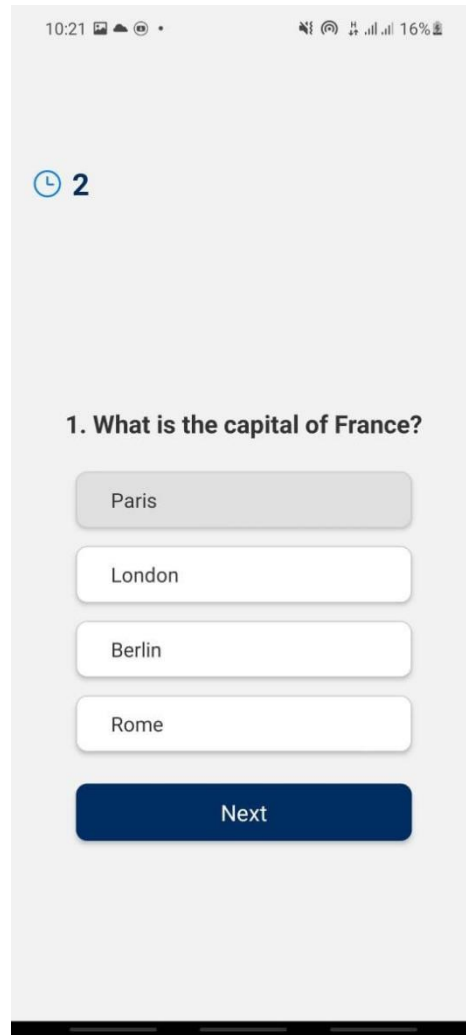 10:21 16%
2
1. What is the capital of France?
Paris
London
Berlin
Rome
Next